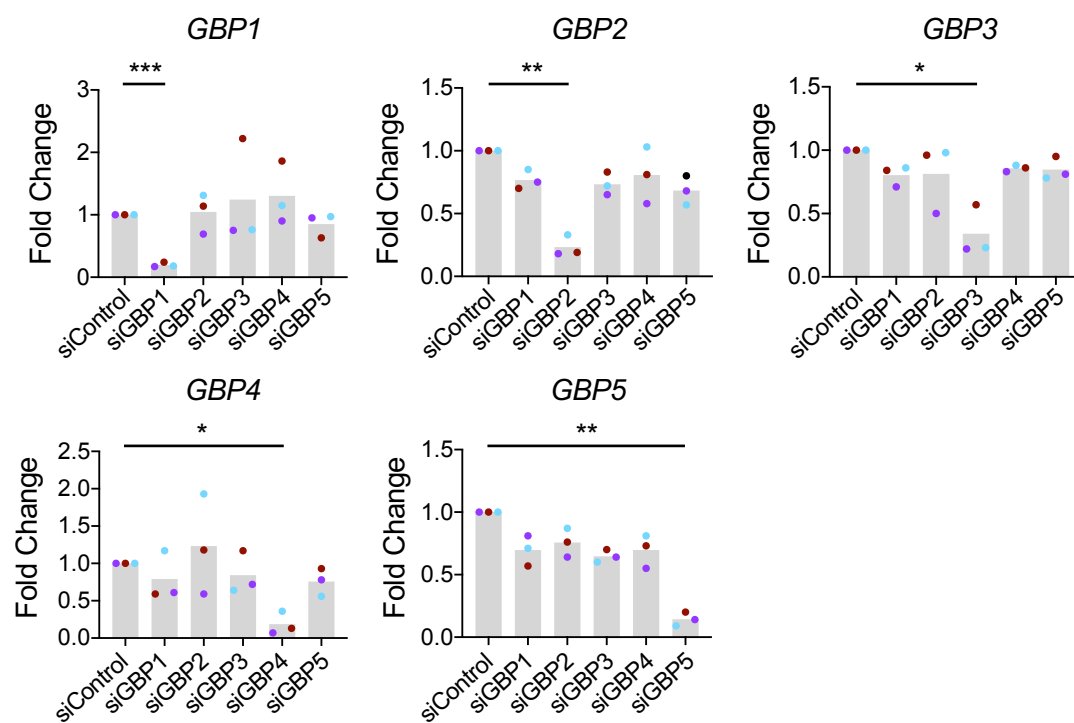 GBP1
***
Fold Change
3
2
1
0
siControl
siGBP1
siGBP2
siGBP3
siGBP4
siGBP5
GBP2
**
Fold Change
1.5
1.0
0.5
0.0
siControl
siGBP1
siGBP2
siGBP3
siGBP4
siGBP5
GBP3
*
Fold Change
1.5
1.0
0.5
0.0
siControl
siGBP1
siGBP2
siGBP3
siGBP4
siGBP5
GBP4
*
Fold Change
2.5
2.0
1.5
1.0
0.5
0.0
siControl
siGBP1
siGBP2
siGBP3
siGBP4
siGBP5
GBP5
**
Fold Change
1.5
1.0
0.5
0.0
siControl
siGBP1
siGBP2
siGBP3
siGBP4
siGBP5